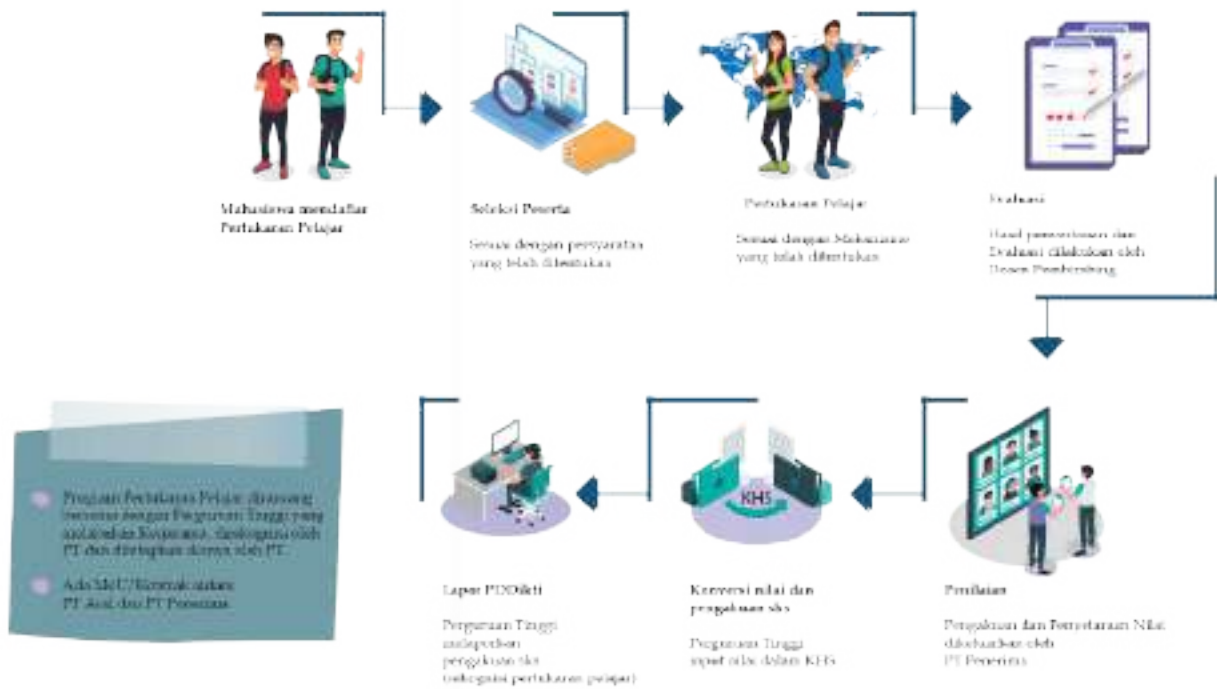 Mahasiswa mendaftar
Pertukaran Pelajar
Seleksi Peserta
Sesuai dengan persyaratan
yang telah ditentukan
Pertukaran Pelajar
Sesuai dengan Mekanisme
yang telah ditentukan
Evaluasi
Hasil pemantauan dan
Evaluasi dilakukan oleh
Dosen Pembimbing
Penilaian
Pengakuan dan Penyetaraan Nilai
dikeluarkan oleh
PT Penerima
KHS
Konversi nilai dan
pengakuan sks
Perguruan Tinggi
input nilai dalam KHS
Lapor PDDikti
Perguruan Tinggi
melaporkan
pengakuan sks
(rekognisi pertukaran pelajar)
Program Pertukaran Pelajar dirancang
bersama dengan Perguruan Tinggi yang
melakukan Kerjasama, oleh
PT dan ditetapkan oleh PT.
Ada MoU/Kontrak antara
PT Asal dan PT Penerima